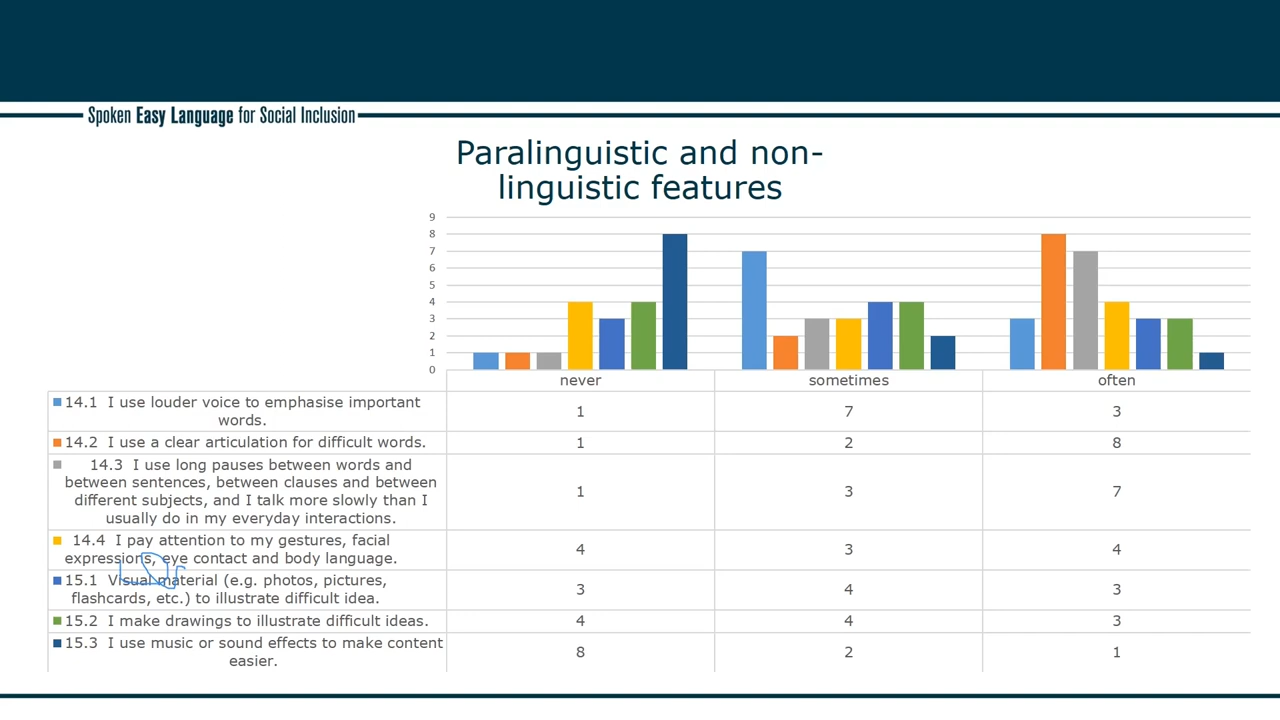 Spoken Easy Language for Social Inclusion
Paralinguistic and non-
linguistic features
9
8
7
6
5
4
3
2
1
0
never sometimes often
14.1 I use louder voice to emphasise important
words.
1 7 3
14.2 I use a clear articulation for difficult words. 1 2 8
14.3 I use long pauses between words and
between sentences, between clauses and between
different subjects, and I talk more slowly than I
usually do in my everyday interactions.
1 3 7
14.4 I pay attention to my gestures, facial
expressions, eye contact and body language.
4 3 4
15.1 Visual material (e.g. photos, pictures,
flashcards, etc.) to illustrate difficult idea.
3 4 3
15.2 I make drawings to illustrate difficult ideas. 4 4 3
15.3 I use music or sound effects to make content
easier.
8 2 1